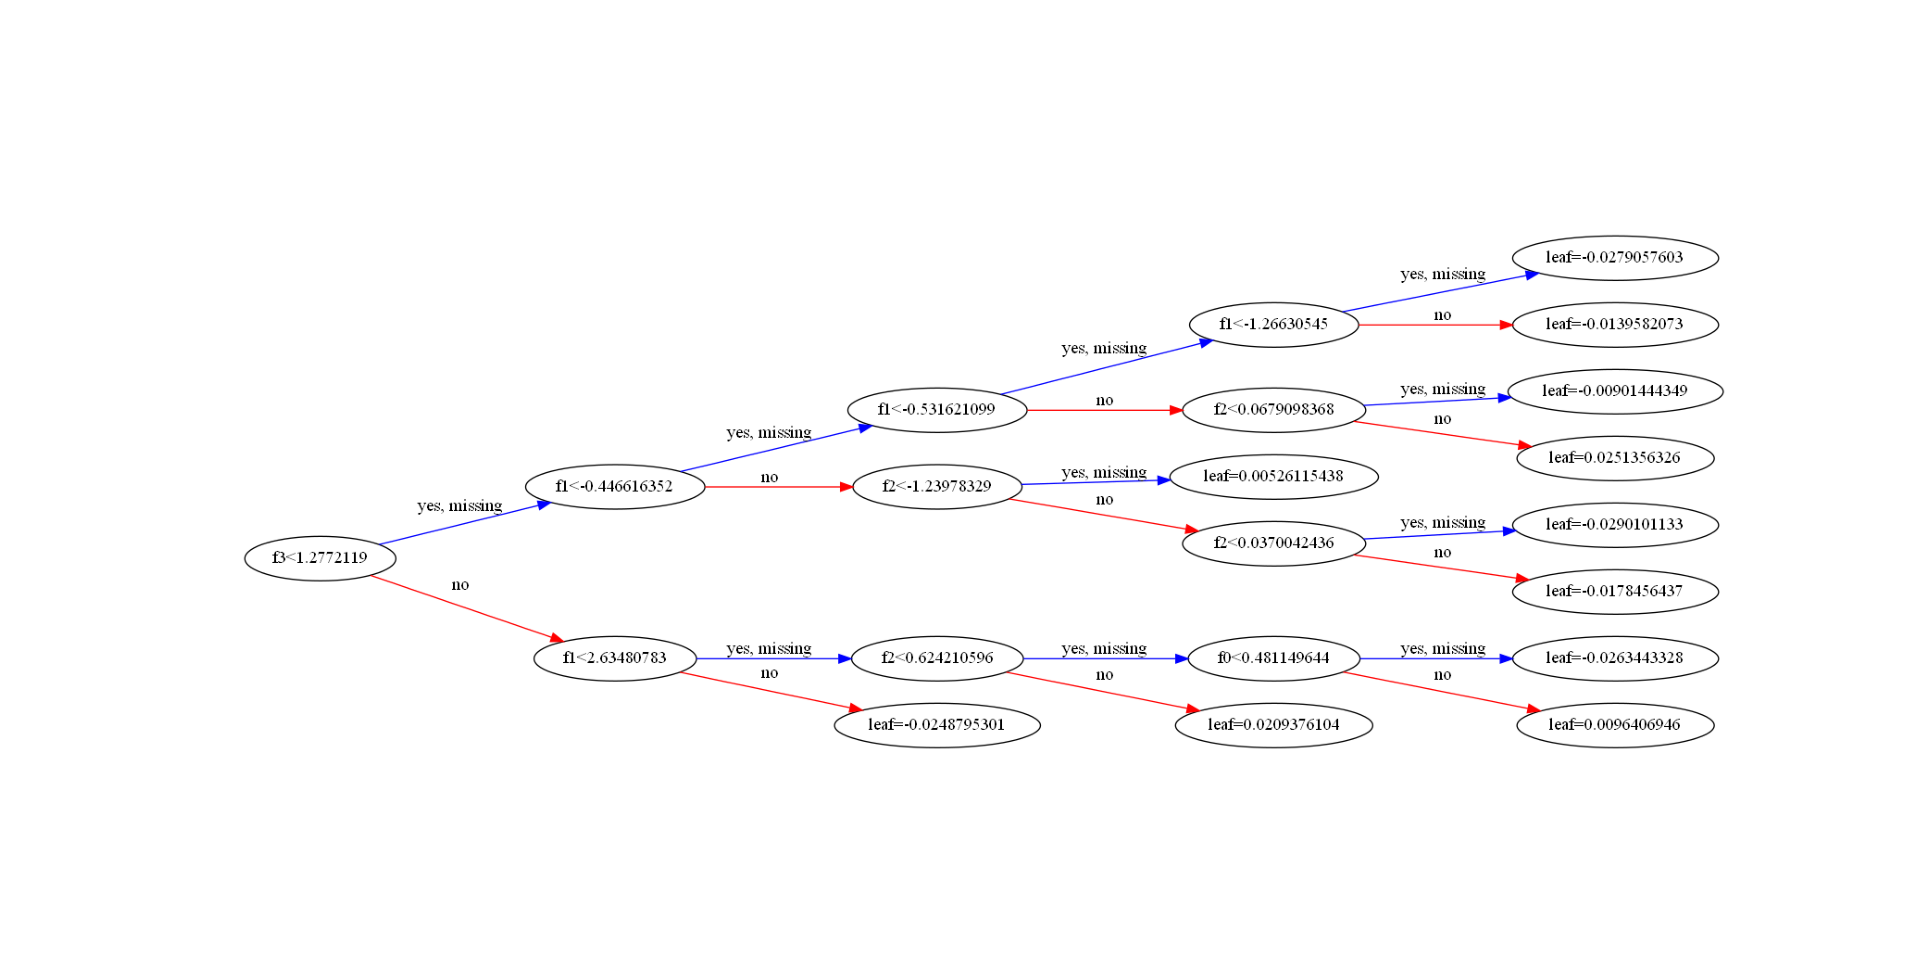 leaf=-0.0279057603
yes, missing
f1<-1.26630545
no
leaf=-0.0139582073
yes, missing
f1<-0.531621099
no
f2<0.0679098368
yes, missing
leaf=-0.00901444349
no
leaf=0.0251356326
yes, missing
f1<-0.446616352
no
f2<-1.23978329
yes, missing
leaf=0.00526115438
no
f2<0.0370042436
yes, missing
leaf=-0.0290101133
no
leaf=-0.0178456437
yes, missing
f3<1.2772119
no
f1<2.63480783
yes, missing
f2<0.624210596
yes, missing
f0<0.481149644
yes, missing
leaf=-0.0263443328
no
leaf=-0.0248795301
no
leaf=0.0209376104
no
leaf=0.0096406946